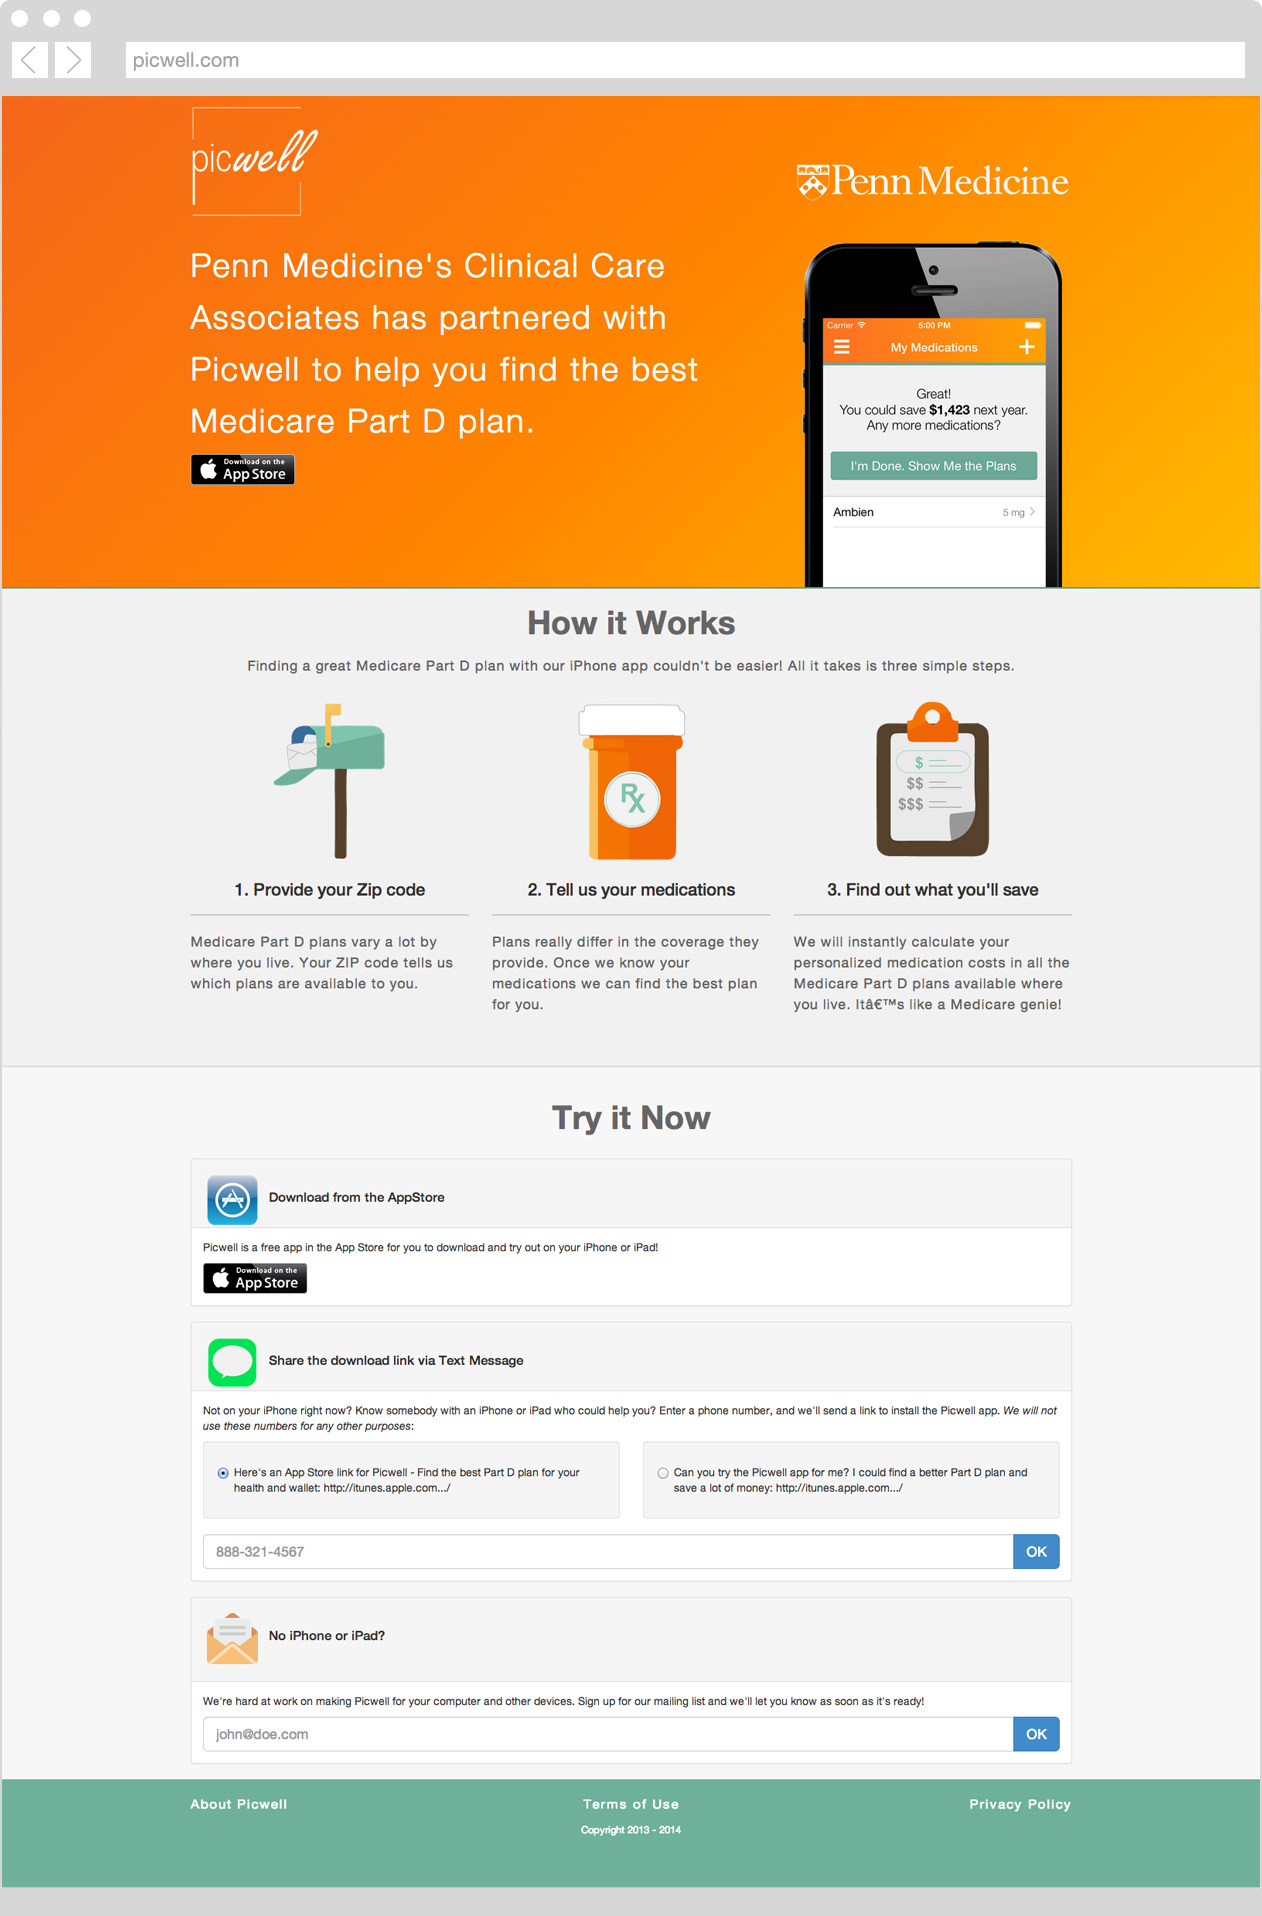 picwell.com
picwell
Penn Medicine
Penn Medicine's Clinical Care
Associates has partnered with
Picwell to help you find the best
Medicare Part D plan.
Download on the
App Store
Carrier 5:00 PM
My Medications
Great!
You could save $1,423 next year.
Any more medications?
I'm Done. Show Me the Plans
Ambien 5 mg
How it Works
Finding a great Medicare Part D plan with our iPhone app couldn't be easier! All it takes is three simple steps.
Rx
$
$$
$$$
1. Provide your Zip code
Medicare Part D plans vary a lot by
where you live. Your ZIP code tells us
which plans are available to you.
2. Tell us your medications
Plans really differ in the coverage they
provide. Once we know your
medications we can find the best plan
for you.
3. Find out what you'll save
We will instantly calculate your
personalized medication costs in all the
Medicare Part D plans available where
you live. Itâ€™s like a Medicare genie!
Try it Now
Download from the AppStore
Picwell is a free app in the App Store for you to download and try out on your iPhone or iPad!
Download on the
App Store
Share the download link via Text Message
Not on your iPhone right now? Know somebody with an iPhone or iPad who could help you? Enter a phone number, and we'll send a link to install the Picwell app. We will not
use these numbers for any other purposes:
Here's an App Store link for Picwell - Find the best Part D plan for your
health and wallet: http://itunes.apple.com.../
Can you try the Picwell app for me? I could find a better Part D plan and
save a lot of money: http://itunes.apple.com.../
888-321-4567 OK
No iPhone or iPad?
We're hard at work on making Picwell for your computer and other devices. Sign up for our mailing list and we'll let you know as soon as it's ready!
john@doe.com OK
About Picwell Terms of Use Privacy Policy
Copyright 2013 - 2014